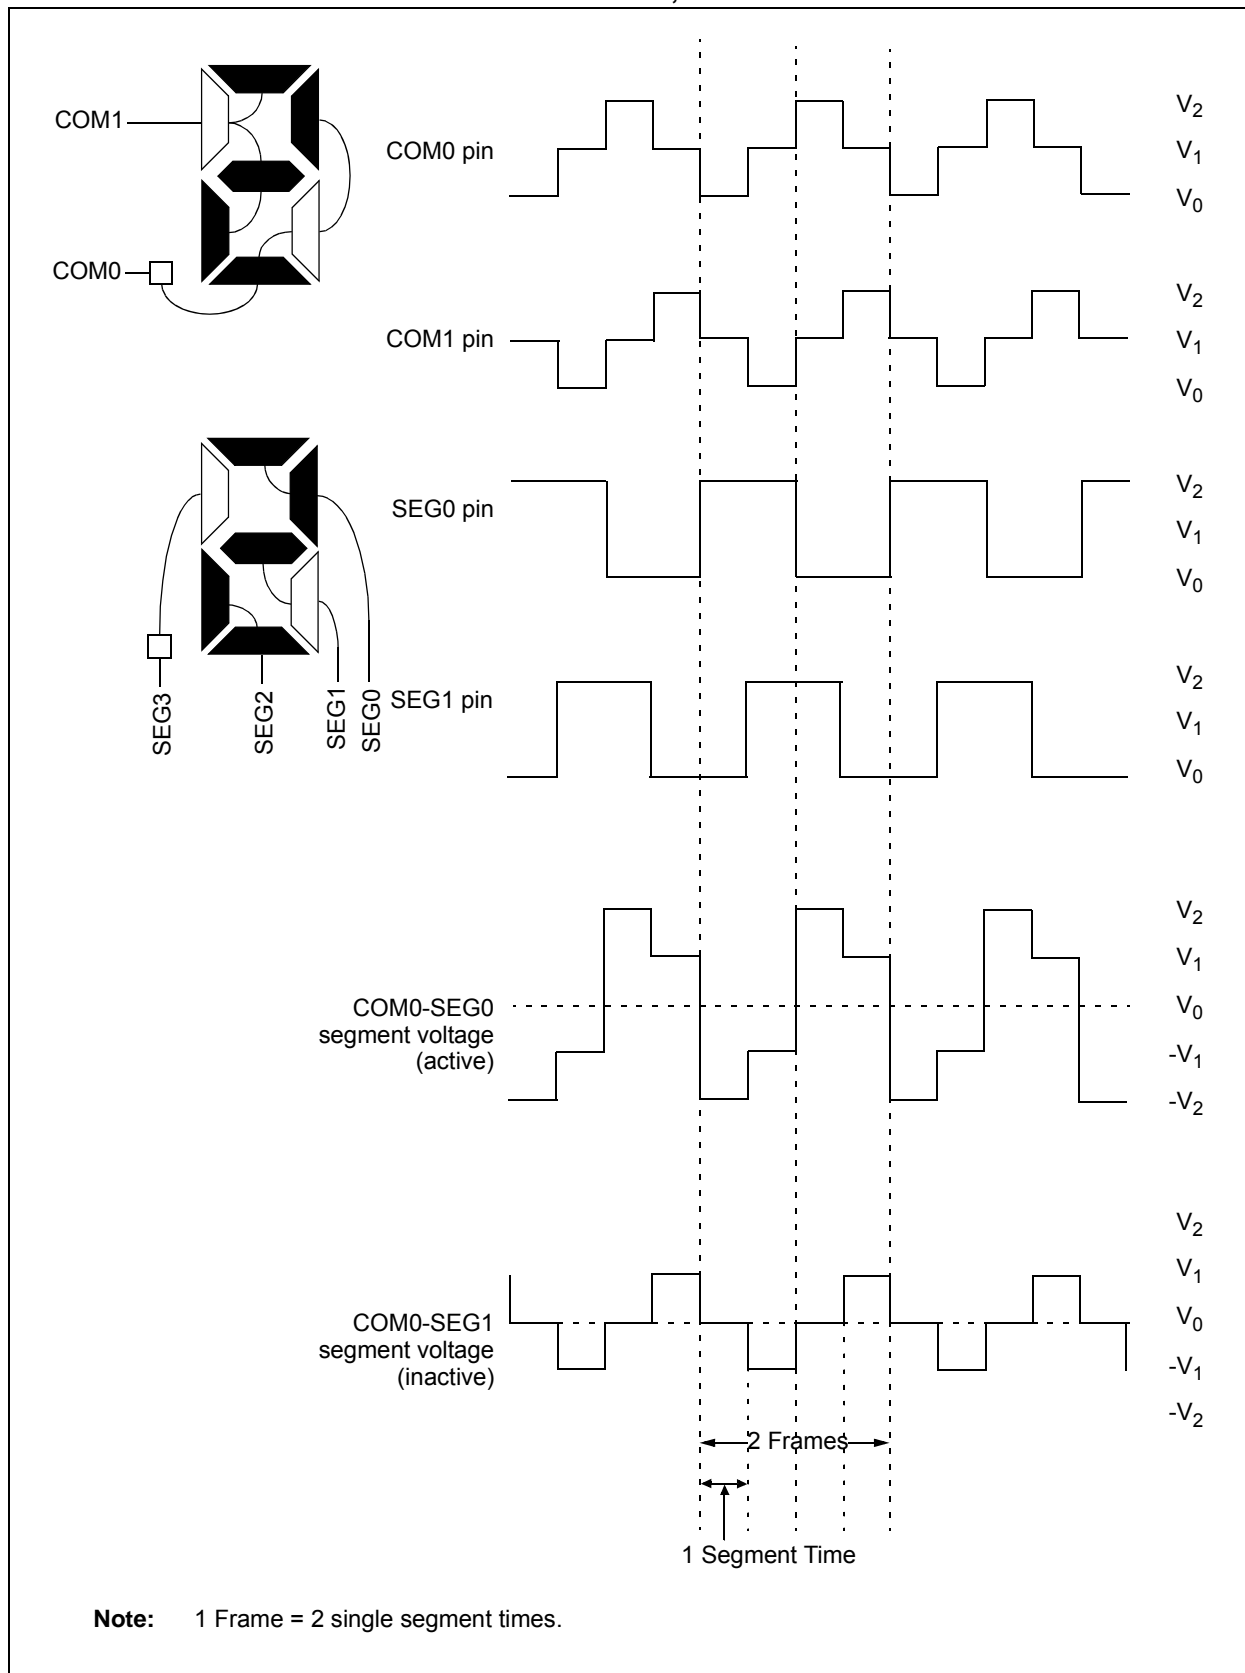 COM1
COM0
COM0 pin
V2
V1
V0
COM1 pin
V2
V1
V0
SEG0 pin
V2
V1
V0
SEG3
SEG2
SEG1
SEG0
SEG1 pin
V2
V1
V0
COM0-SEG0
segment voltage
(active)
V2
V1
V0
-V1
-V2
COM0-SEG1
segment voltage
(inactive)
V2
V1
V0
-V1
-V2
2 Frames
1 Segment Time
Note: 1 Frame = 2 single segment times.